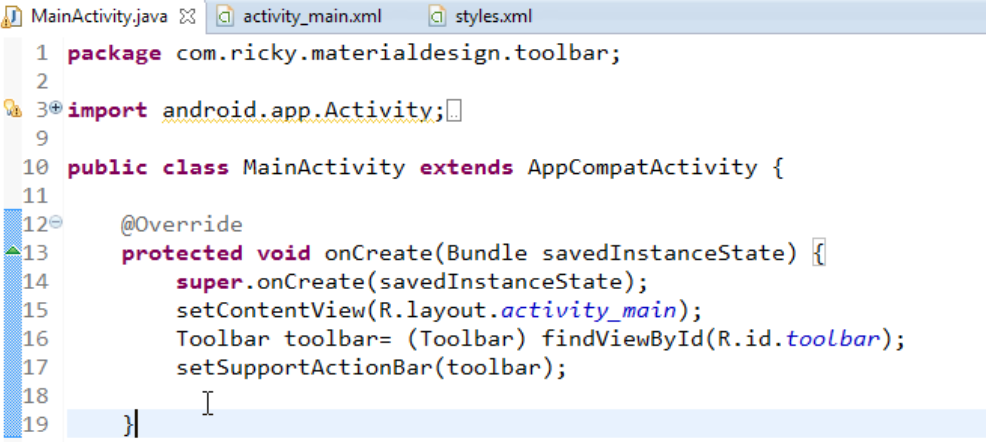 MainActivity.java activity_main.xml styles.xml
1 package com.ricky.materialdesign.toolbar;
2
3 import android.app.Activity;
9
10 public class MainActivity extends AppCompatActivity {
11
12 @Override
13 protected void onCreate(Bundle savedInstanceState) {
14 super.onCreate(savedInstanceState);
15 setContentView(R.layout.activity_main);
16 Toolbar toolbar= (Toolbar) findViewById(R.id.toolbar);
17 setSupportActionBar(toolbar);
18
19 }